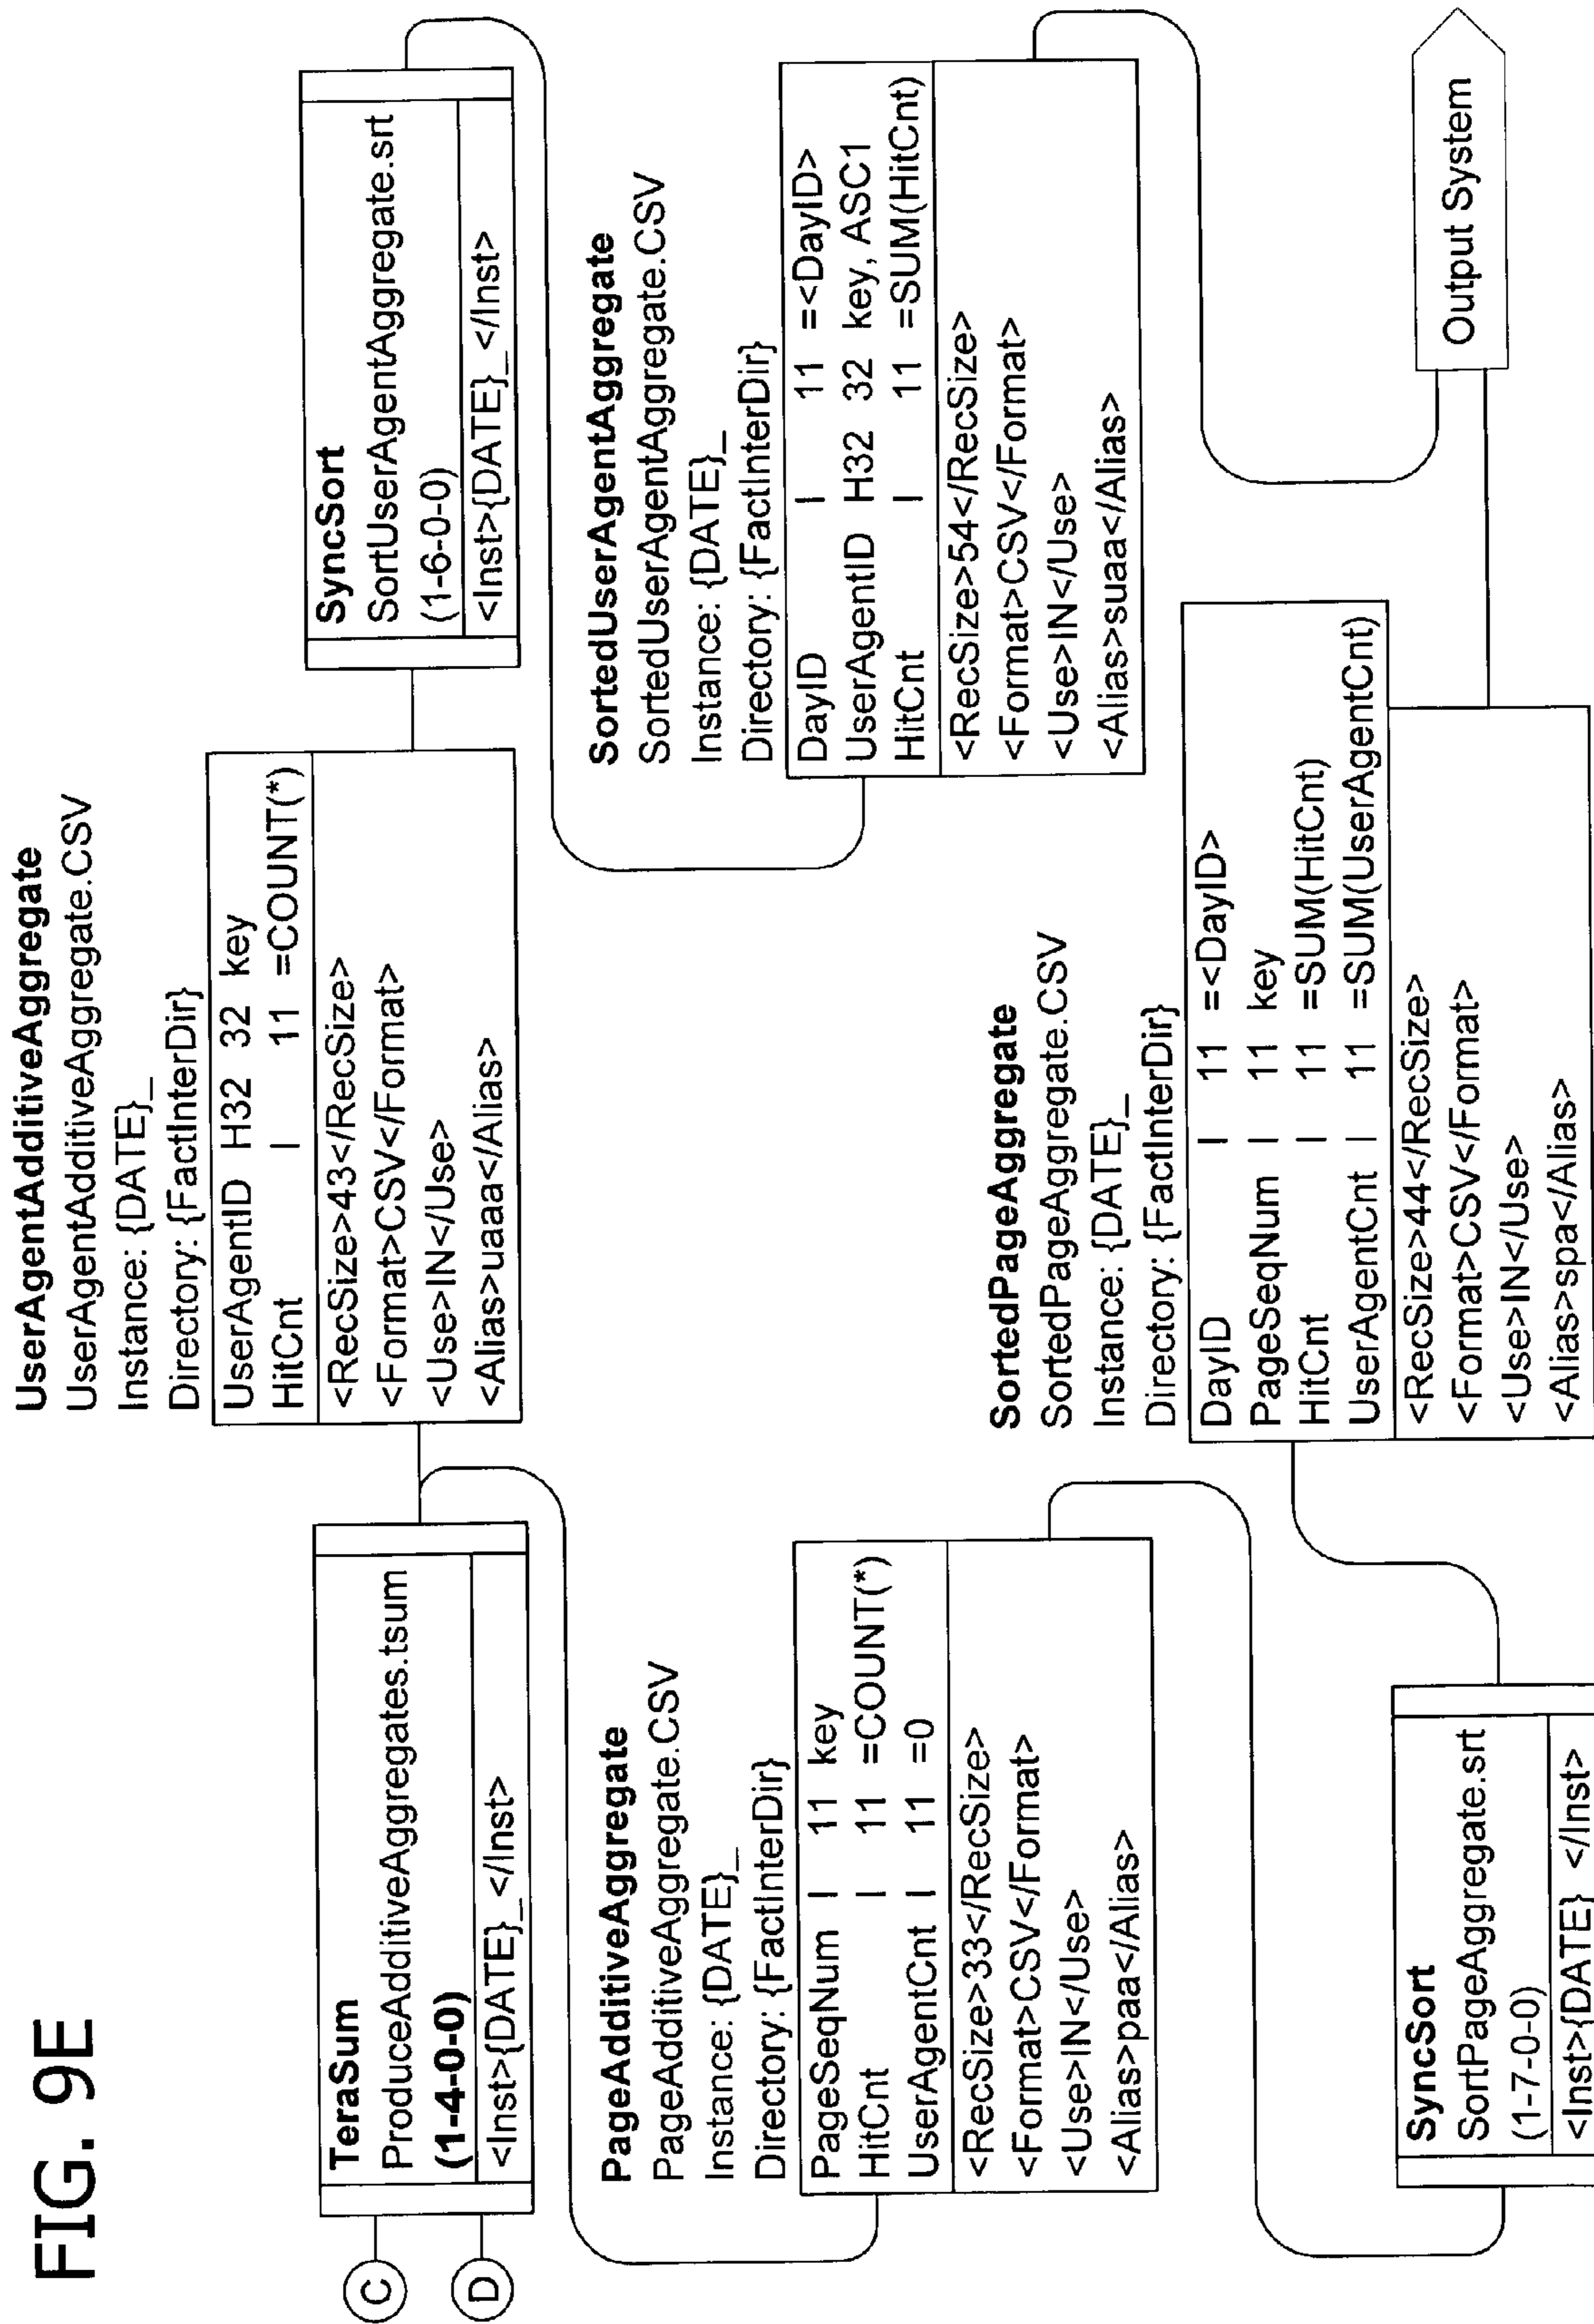 FIG. 9E
C
D
TeraSum
ProduceAdditiveAggregates.tsum
(1-4-0-0)
<Inst>{DATE}_</Inst>
UserAgentAdditiveAggregate
UserAgentAdditiveAggregate.CSV
Instance: {DATE}_
Directory: {FactInterDir}
UserAgentID H32 32 key
HitCnt I 11 =COUNT(*)
<RecSize>43</RecSize>
<Format>CSV</Format>
<Use>IN</Use>
<Alias>uaaa</Alias>
SyncSort
SortUserAgentAggregate.srt
(1-6-0-0)
<Inst>{DATE}_</Inst>
PageAdditiveAggregate
PageAdditiveAggregate.CSV
Instance: {DATE}_
Directory: {FactInterDir}
PageSeqNum I 11 key
HitCnt I 11 =COUNT(*)
UserAgentCnt I 11 =0
<RecSize>33</RecSize>
<Format>CSV</Format>
<Use>IN</Use>
<Alias>paa</Alias>
SortedUserAgentAggregate
SortedUserAgentAggregate.CSV
Instance: {DATE}_
Directory: {FactInterDir}
DayID I 11 =<DayID>
UserAgentID H32 32 key, ASC1
HitCnt I 11 =SUM(HitCnt)
<RecSize>54</RecSize>
<Format>CSV</Format>
<Use>IN</Use>
<Alias>suaa</Alias>
SyncSort
SortPageAggregate.srt
(1-7-0-0)
<Inst>{DATE} </Inst>
SortedPageAggregate
SortedPageAggregate.CSV
Instance: {DATE}_
Directory: {FactInterDir}
DayID I 11 =<DayID>
PageSeqNum I 11 key
HitCnt I 11 =SUM(HitCnt)
UserAgentCnt I 11 =SUM(UserAgentCnt)
<RecSize>44</RecSize>
<Format>CSV</Format>
<Use>IN</Use>
<Alias>spa</Alias>
Output System